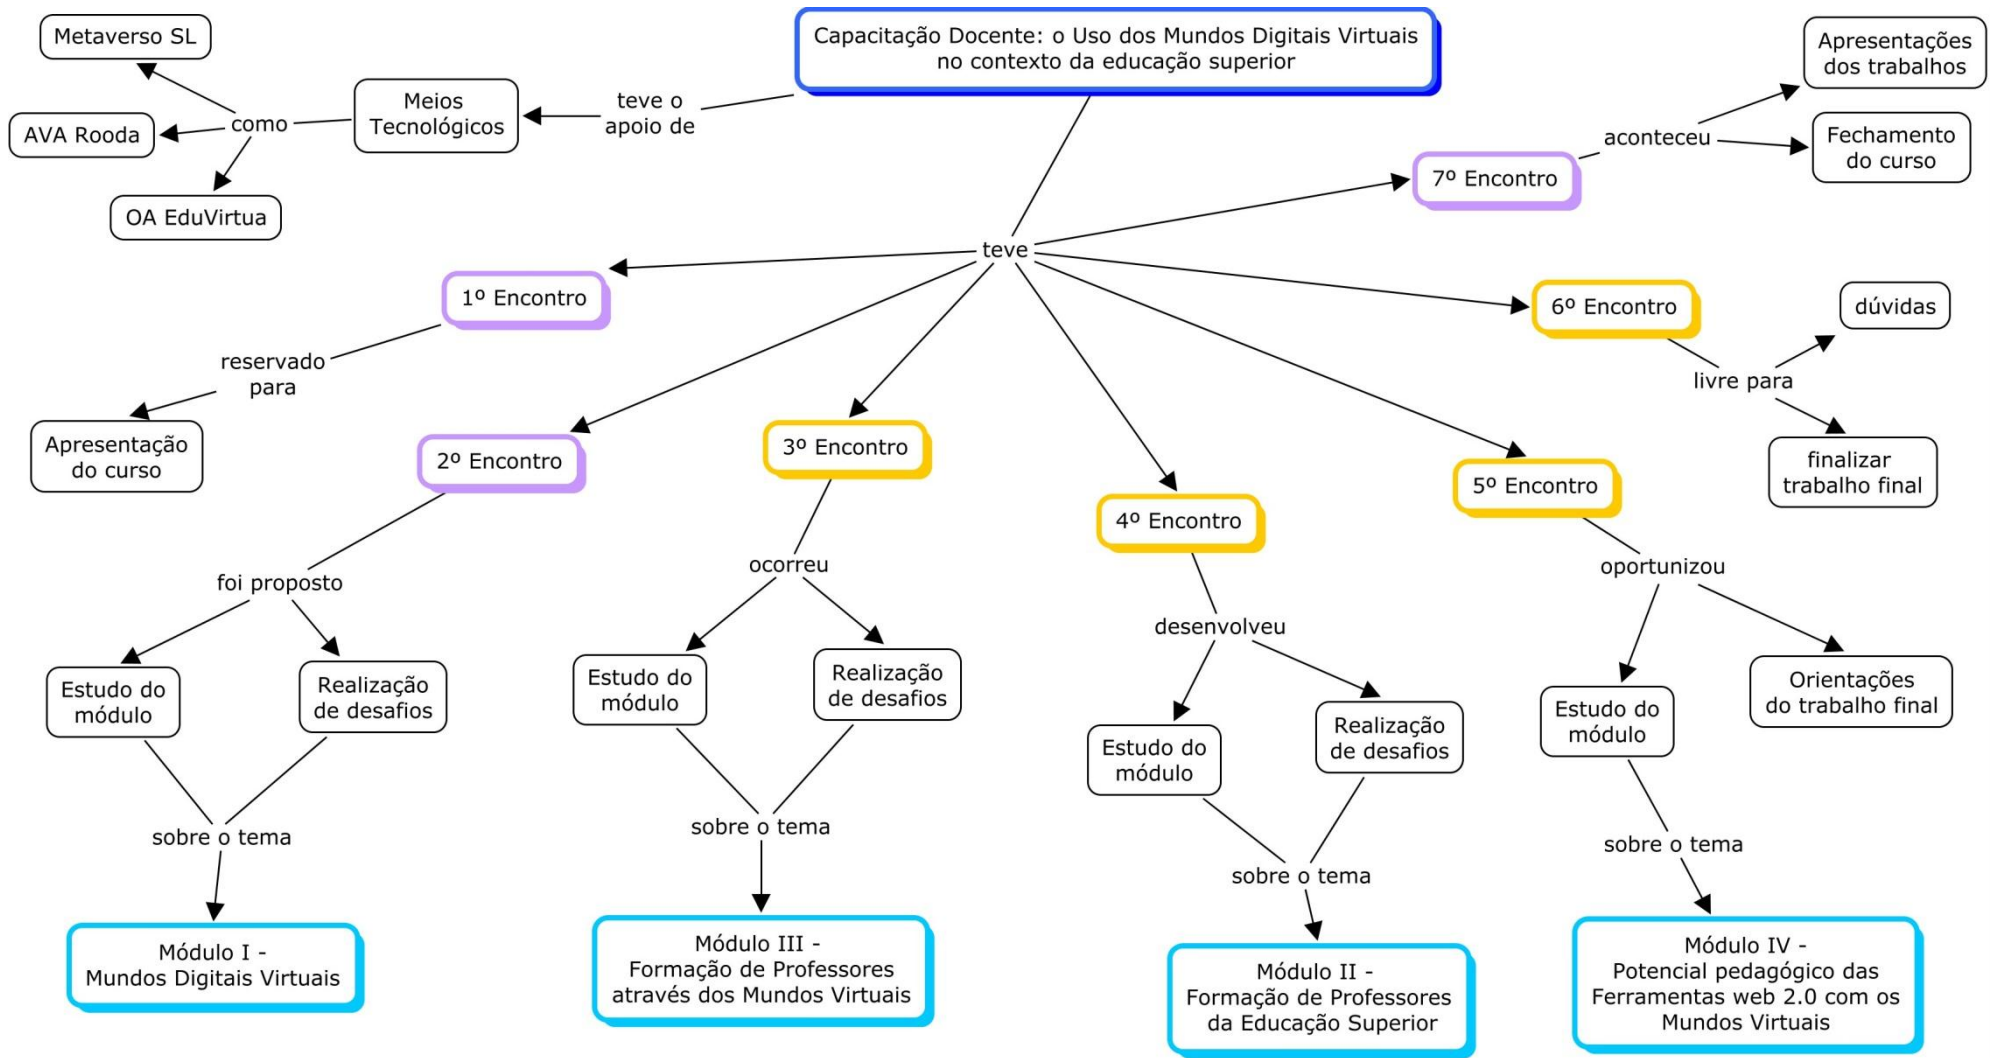 Capacitação Docente: o Uso dos Mundos Digitais Virtuais
no contexto da educação superior
teve o
apoio de
Meios
Tecnológicos
como
Metaverso SL
AVA Rooda
OA EduVirtua
teve
1º Encontro
reservado
para
Apresentação
do curso
2º Encontro
foi proposto
Estudo do
módulo
Realização
de desafios
sobre o tema
Módulo I -
Mundos Digitais Virtuais
3º Encontro
ocorreu
Estudo do
módulo
Realização
de desafios
sobre o tema
Módulo III -
Formação de Professores
através dos Mundos Virtuais
4º Encontro
desenvolveu
Estudo do
módulo
Realização
de desafios
sobre o tema
Módulo II -
Formação de Professores
da Educação Superior
5º Encontro
oportunizou
Estudo do
módulo
Orientações
do trabalho final
sobre o tema
Módulo IV -
Potencial pedagógico das
Ferramentas web 2.0 com os
Mundos Virtuais
6º Encontro
livre para
dúvidas
finalizar
trabalho final
7º Encontro
aconteceu
Apresentações
dos trabalhos
Fechamento
do curso